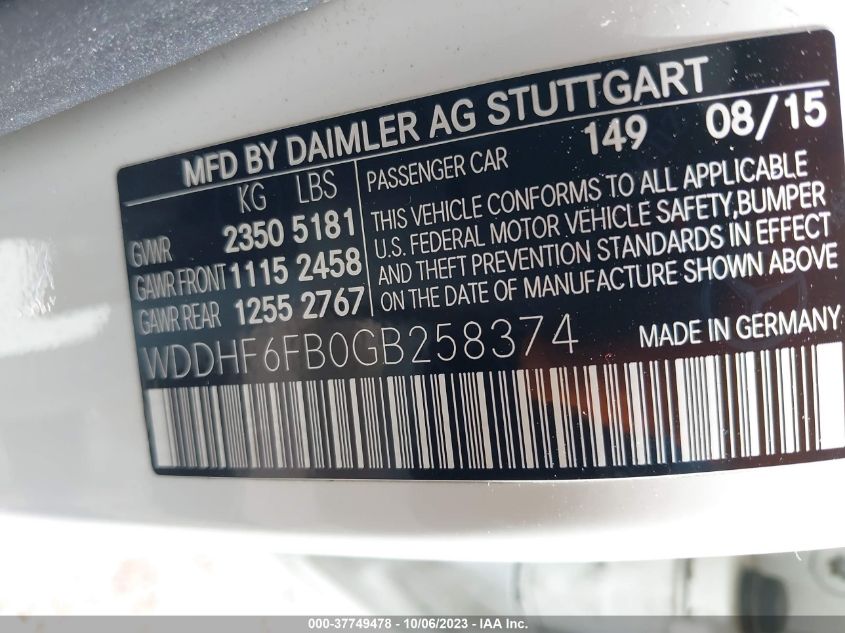 MFD BY DAIMLER AG STUTTGART
149 08/15
KG LBS
GVWR 2350 5181
GAWR FRONT 1115 2458
GAWR REAR 1255 2767
PASSENGER CAR
THIS VEHICLE CONFORMS TO ALL APPLICABLE
U.S. FEDERAL MOTOR VEHICLE SAFETY,BUMPER
AND THEFT PREVENTION STANDARDS IN EFFECT
ON THE DATE OF MANUFACTURE SHOWN ABOVE
WDDHF6FB0GB258374 MADE IN GERMANY
000-37749478 - 10/06/2023 - IAA Inc.